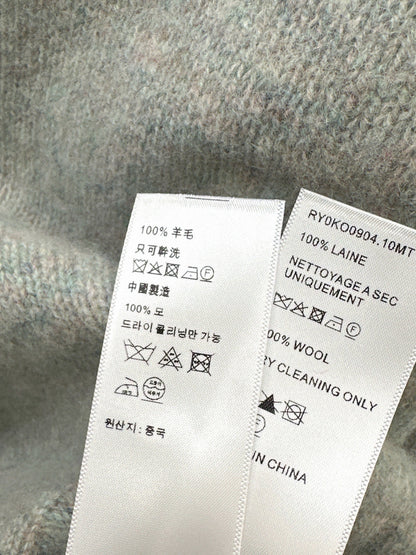 100% 羊毛
只可幹洗
F
中國製造
100% 모
드라이 클리닝만 가능
원산지 : 중국
RY0KO0904.10MT
100% LAINE
NETTOYAGE A SEC
UNIQUEMENT
F
100% WOOL
RY CLEANING ONLY
IN CHINA